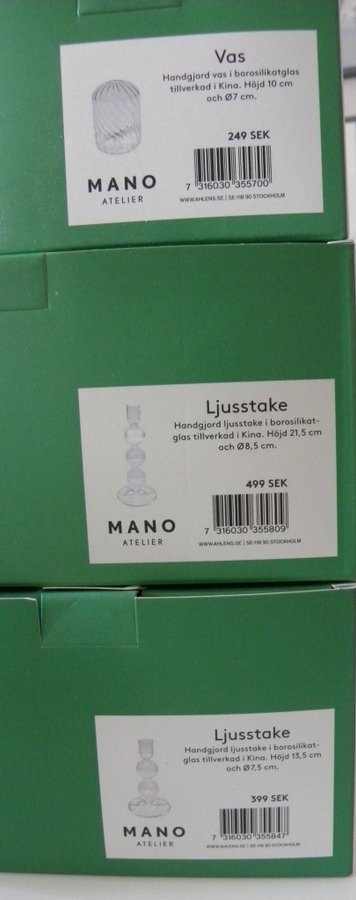 Vas
Handgjord vas i borosilikatglas
tillverkad i Kina. Höjd 10 cm
och Ø7 cm.
249 SEK
MANO
ATELIER
7 316030 355700
WWW.AHLENS.SE | SE-118 90 STOCKHOLM
Ljusstake
Handgjord ljusstake i borosilikat-
glas tillverkad i Kina. Höjd 21,5 cm
och Ø8,5 cm.
499 SEK
MANO
ATELIER
7 316030 355809
WWW.AHLENS.SE | SE-118 90 STOCKHOLM
Ljusstake
Handgjord ljusstake i borosilikat-
glas tillverkad i Kina. Höjd 13,5 cm
och Ø7,5 cm.
399 SEK
MANO
ATELIER
7 316030 355847
WWW.AHLENS.SE | SE-118 90 STOCKHOLM